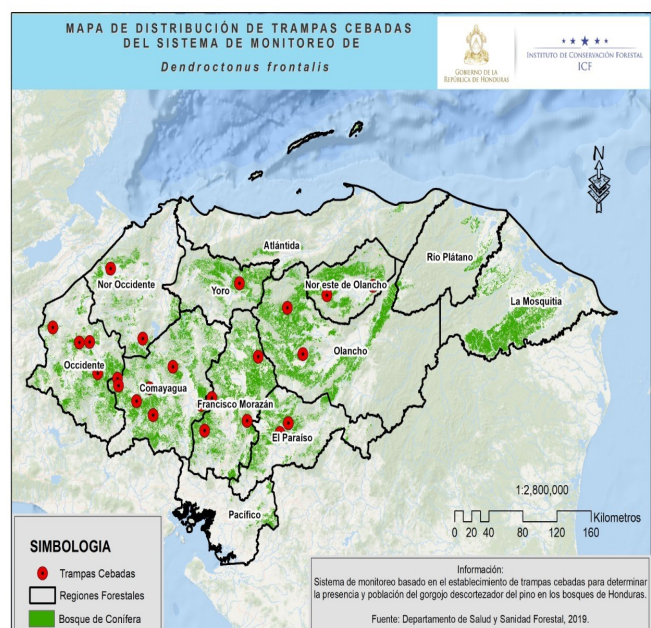 MAPA DE DISTRIBUCIÓN DE TRAMPAS CEBADAS
DEL SISTEMA DE MONITOREO DE
Dendroctonus frontalis
GOBIERNO DE LA
REPÚBLICA DE HONDURAS
INSTITUTO DE CONSERVACIÓN FORESTAL
ICF
N
Atlántida
Río Plátano
Nor Occidente
Yoro
Nor este de Olancho
La Mosquitia
Olancho
Occidente
Comayagua
Francisco Morazán
El Paraíso
Pacífico
1:2,800,000
Kilometros
0 20 40 80 120 160
SIMBOLOGIA
Trampas Cebadas
Regiones Forestales
Bosque de Conífera
Información:
Sistema de monitoreo basado en el establecimiento de trampas cebadas para determinar
la presencia y población del gorgojo descortezador del pino en los bosques de Honduras.
Fuente: Departamento de Salud y Sanidad Forestal, 2019.